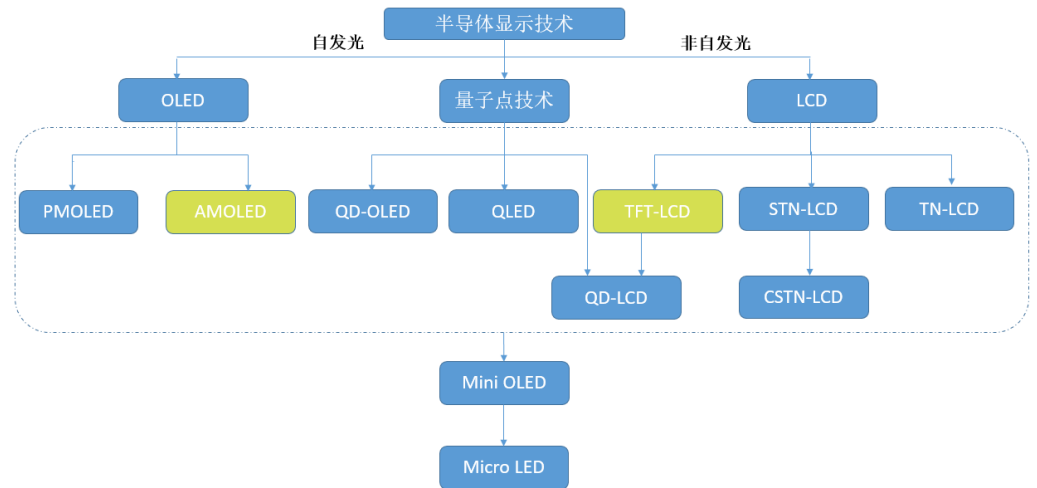 半导体显示技术
自发光
非自发光
OLED
量子点技术
LCD
PMOLED
AMOLED
QD-OLED
QLED
TFT-LCD
STN-LCD
TN-LCD
QD-LCD
CSTN-LCD
Mini OLED
Micro LED